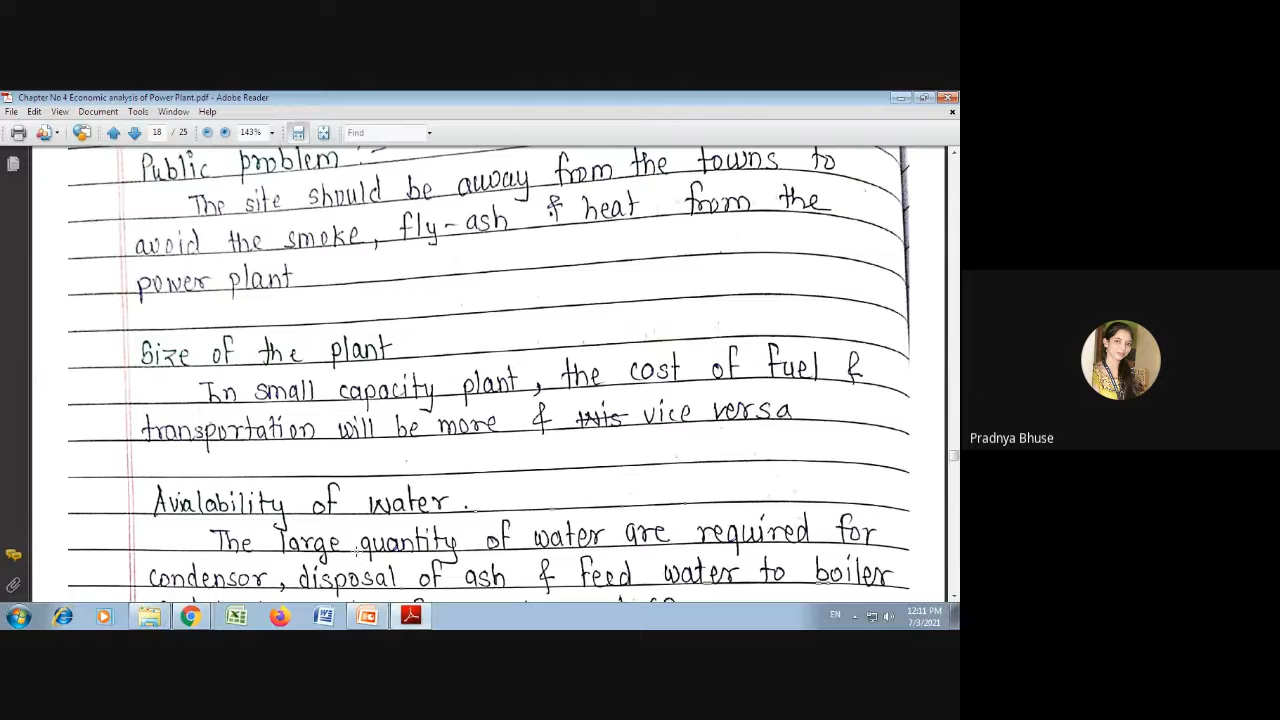 Chapter No 4 Economic analysis of Power Plant.pdf - Adobe Reader
File Edit View Document Tools Window Help
18 / 25 143% Find
Public problem :-
The site should be away from the towns to
avoid the smoke, fly-ash & heat from the
power plant
Size of the plant
In small capacity plant, the cost of fuel &
transportation will be more & this vice versa
Avialability of water.
The large quantity of water are required for
condensor, disposal of ash & feed water to boiler
Pradnya Bhuse
EN 12:11 PM
7/3/2021